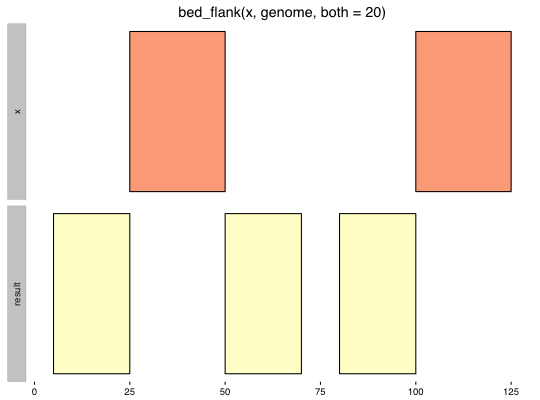 bed_flank(x, genome, both = 20)
x
result
0 25 50 75 100 125